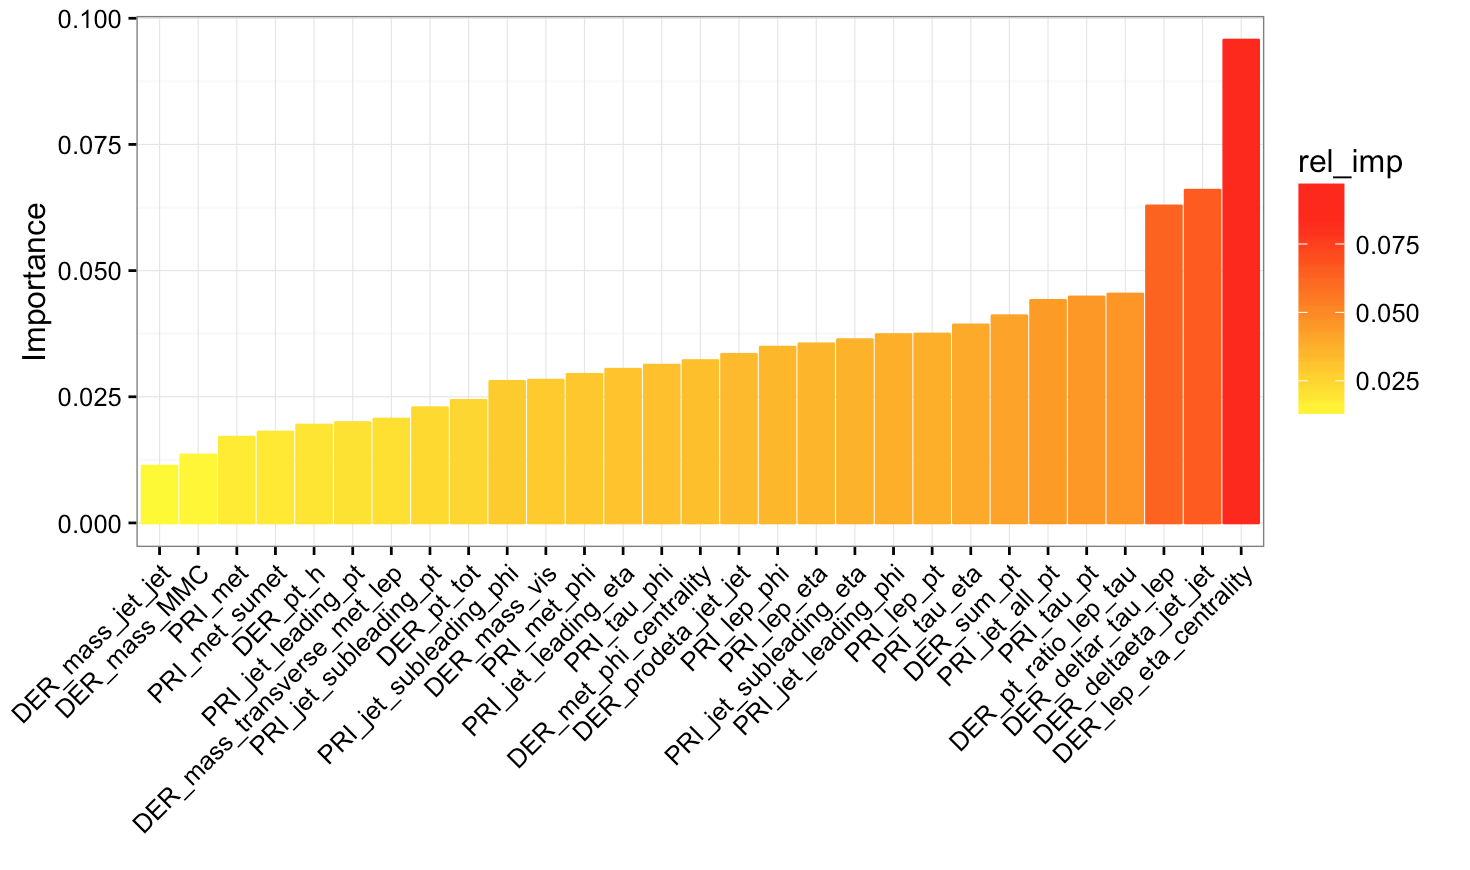 0.100
0.075
0.050
0.025
0.000
Importance
DER_mass_jet_jet
DER_mass_MMC
PRI_met
PRI_met_sumet
DER_pt_h
PRI_jet_leading_pt
DER_mass_transverse_met_lep
PRI_jet_subleading_pt
DER_pt_tot
PRI_jet_subleading_phi
DER_mass_vis
PRI_met_phi
PRI_jet_leading_eta
PRI_tau_phi
DER_met_phi_centrality
DER_prodeta_jet_jet
PRI_lep_phi
PRI_lep_eta
PRI_jet_subleading_eta
PRI_jet_leading_phi
PRI_lep_pt
PRI_tau_eta
DER_sum_pt
PRI_jet_all_pt
PRI_tau_pt
DER_pt_ratio_lep_tau
DER_deltar_tau_lep
DER_deltaeta_jet_jet
DER_lep_eta_centrality
rel_imp
0.075
0.050
0.025